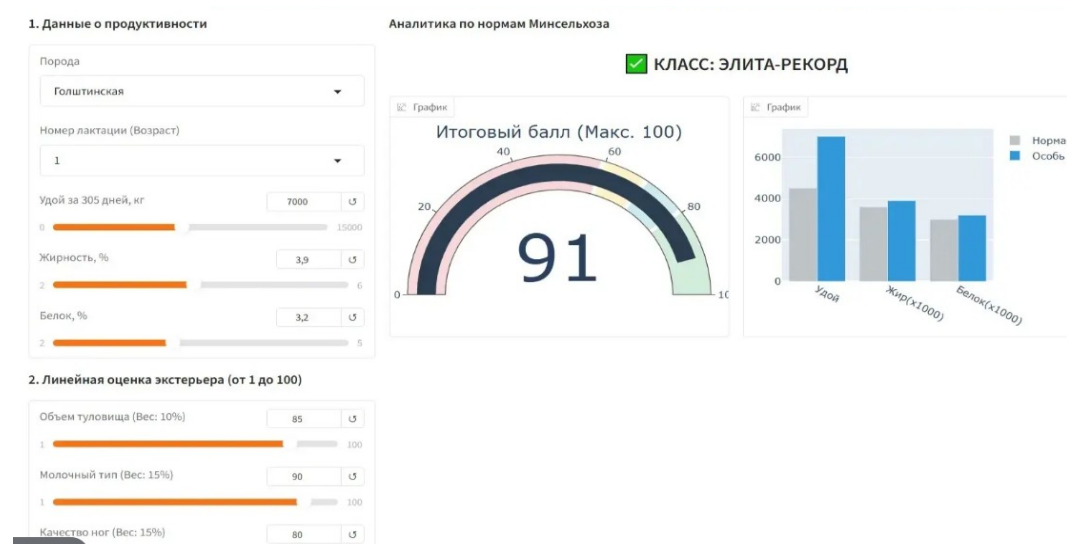 1. Данные о продуктивности
Порода
Голштинская
Номер лактации (Возраст)
1
Удой за 305 дней, кг
7000
↺
0
15000
Жирность, %
3,9
↺
2
6
Белок, %
3,2
↺
2
5
2. Линейная оценка экстерьера (от 1 до 100)
Объем туловища (Вес: 10%)
85
↺
1
100
Молочный тип (Вес: 15%)
90
↺
1
100
Качество ног (Вес: 15%)
80
↺
Аналитика по нормам Минсельхоза
✅ КЛАСС: ЭЛИТА-РЕКОРД
График
Итоговый балл (Макс. 100)
0
20
40
60
80
10
91
График
6000
4000
2000
0
Удой
Жир(x1000)
Белок(x1000)
Норма
Особь